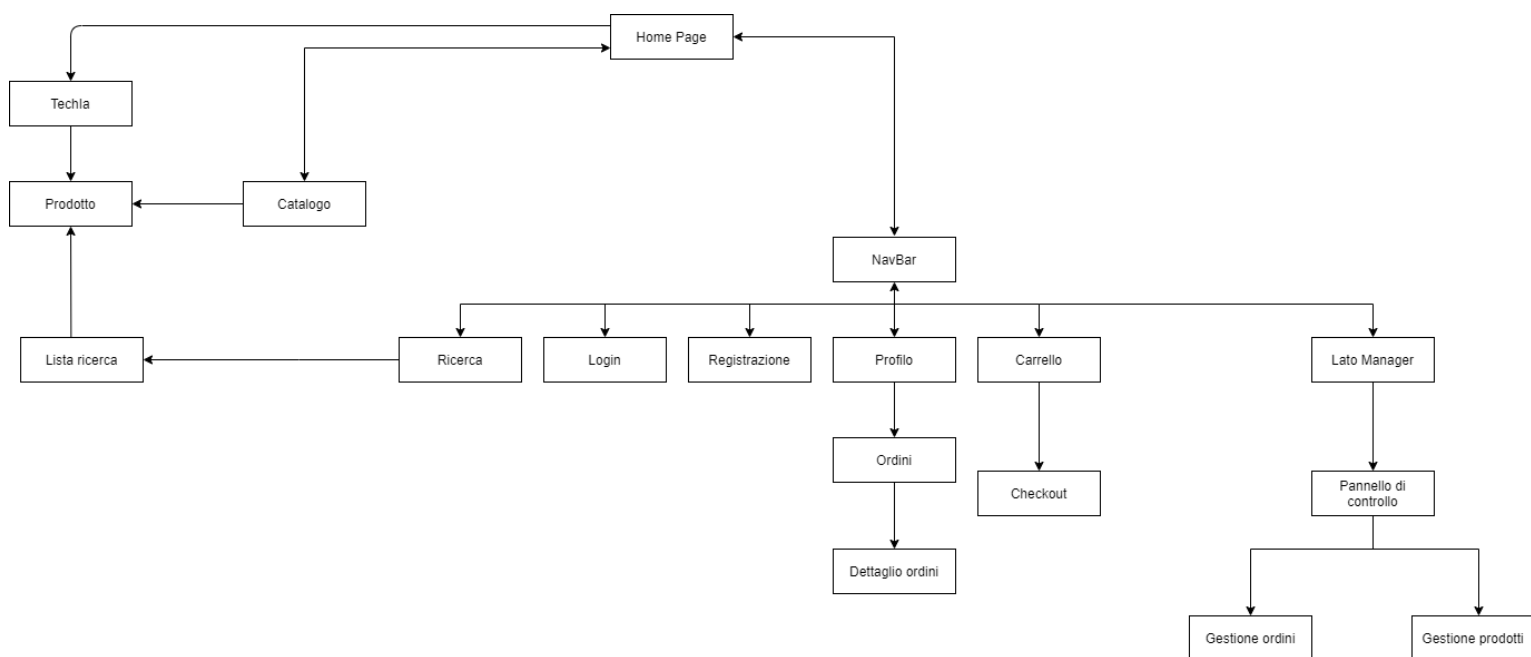 Home Page
Techla
Prodotto
Catalogo
NavBar
Lista ricerca
Ricerca
Login
Registrazione
Profilo
Carrello
Lato Manager
Ordini
Checkout
Pannello di
controllo
Dettaglio ordini
Gestione ordini
Gestione prodotti